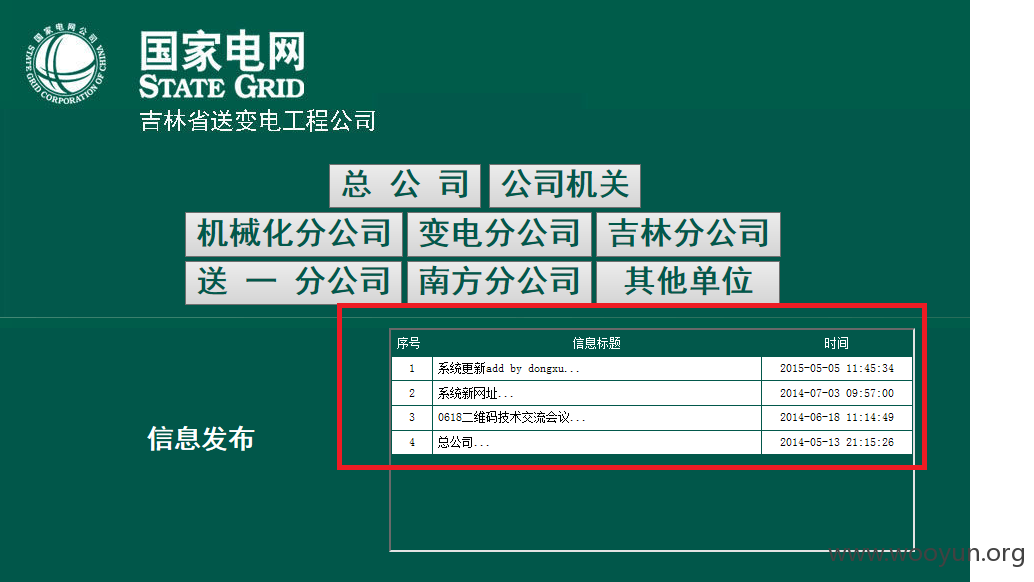 国家电网公司
STATE GRID CORPORATION OF CHINA
国家电网
STATE GRID
吉林省送变电工程公司
总 公 司 公司机关
机械化分公司 变电分公司 吉林分公司
送 一 分公司 南方分公司 其他单位
序号 信息标题 时间
1 系统更新add by dongxu... 2015-05-05 11:45:34
2 系统新网址... 2014-07-03 09:57:00
3 0618二维码技术交流会议... 2014-06-18 11:14:49
4 总公司... 2014-05-13 21:15:26
信息发布
www.wooyun.org